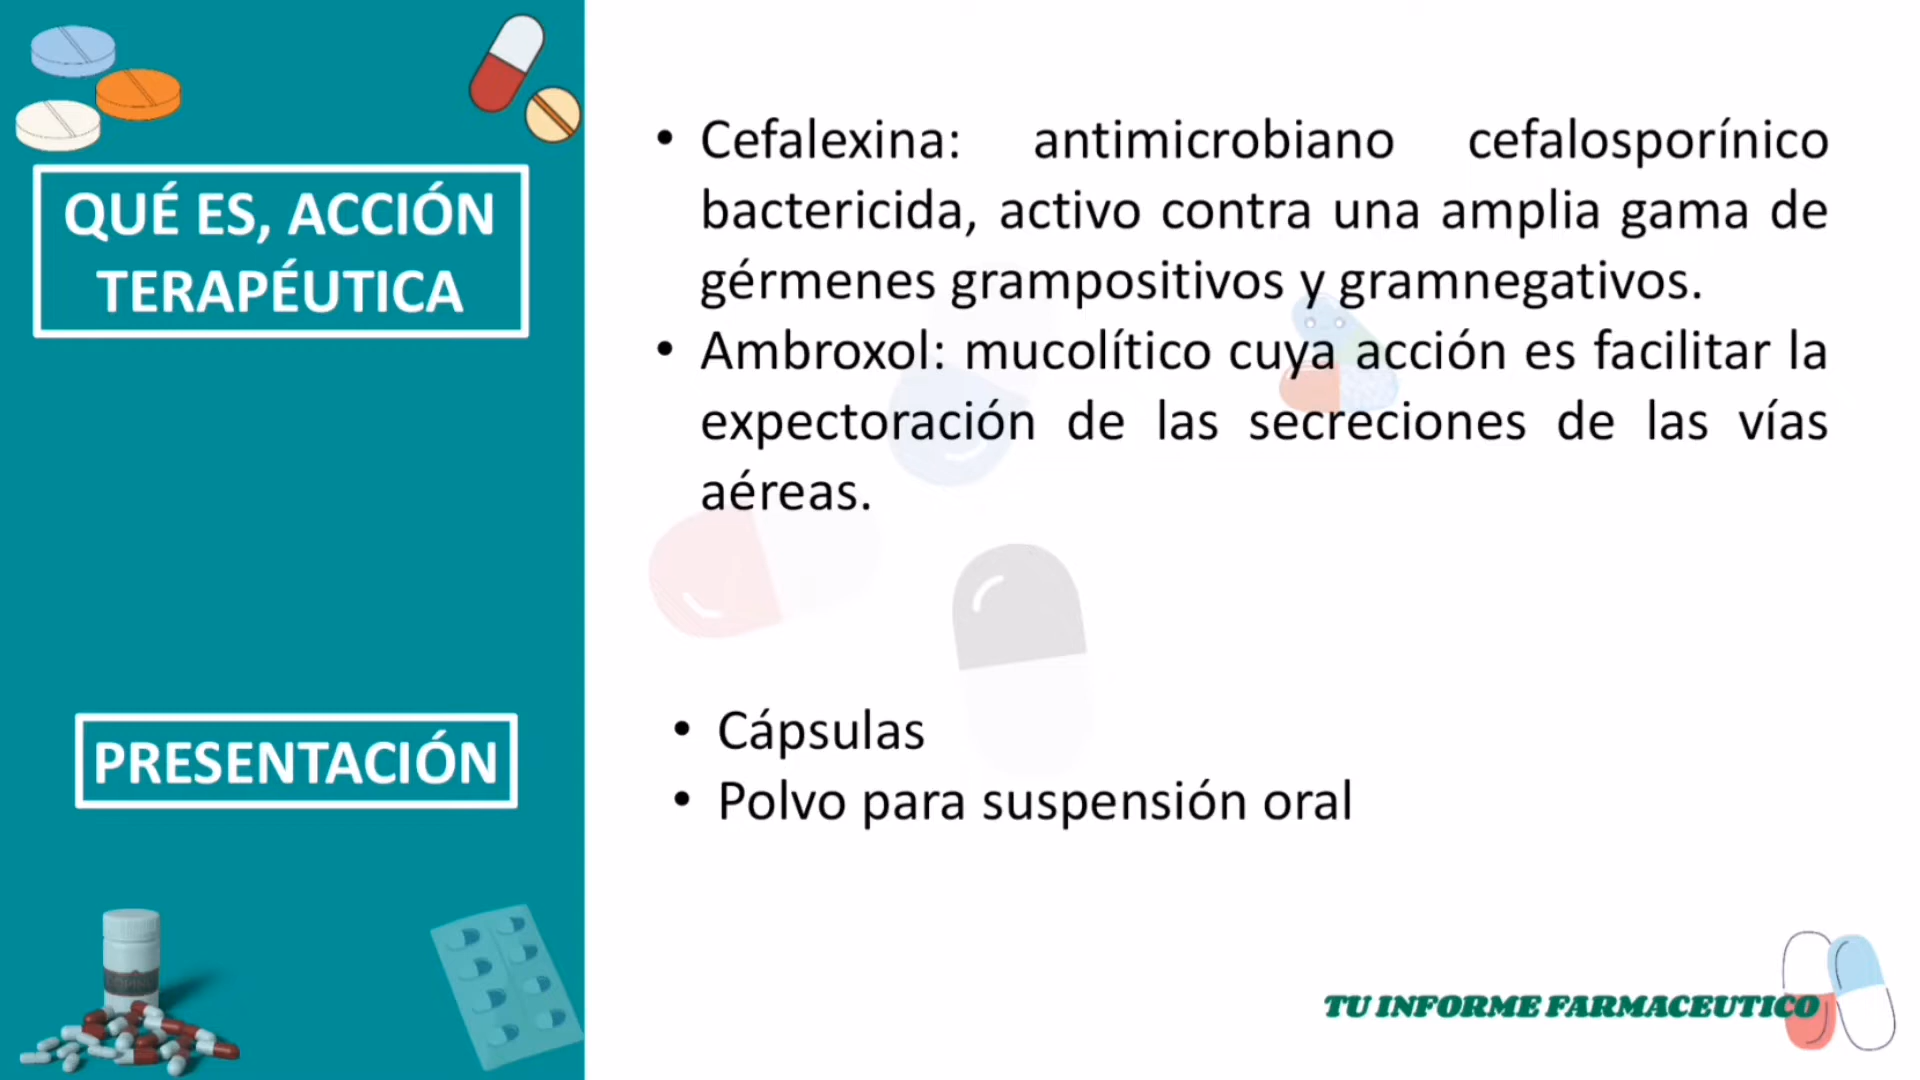 QUÉ ES, ACCIÓN
TERAPÉUTICA
• Cefalexina: antimicrobiano cefalosporínico
bactericida, activo contra una amplia gama de
gérmenes grampositivos y gramnegativos.
• Ambroxol: mucolítico cuya acción es facilitar la
expectoración de las secreciones de las vías
aéreas.
PRESENTACIÓN
• Cápsulas
• Polvo para suspensión oral
TU INFORME FARMACEUTICO